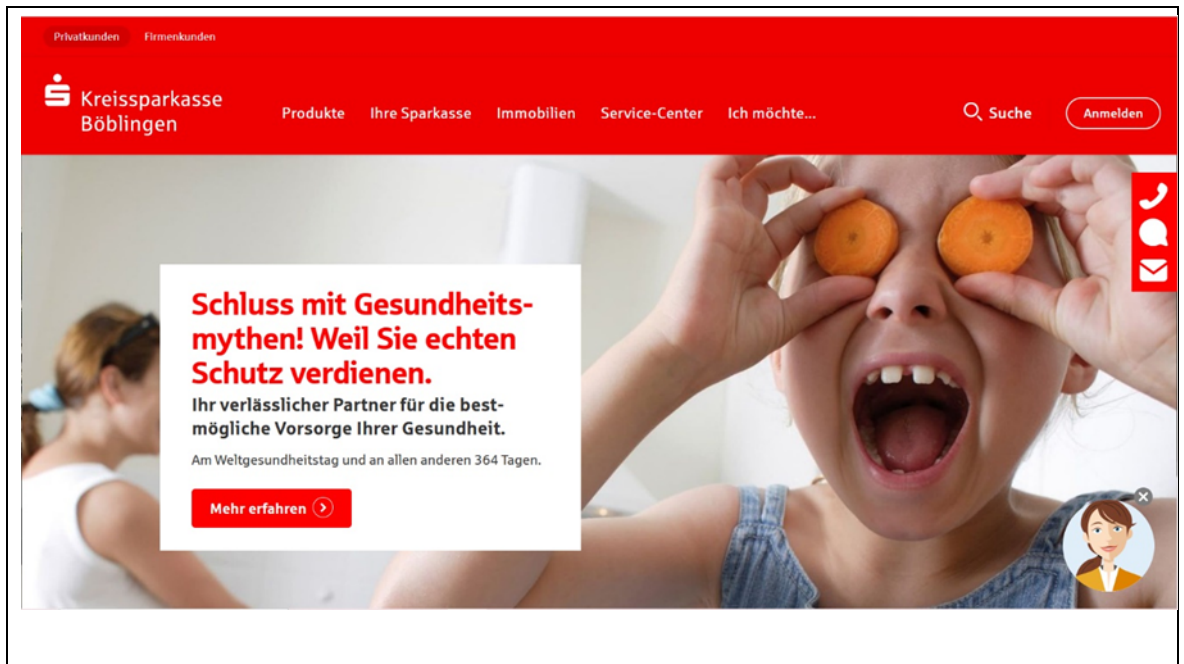 Privatkunden Firmenkunden
Kreissparkasse
Böblingen
Produkte Ihre Sparkasse Immobilien Service-Center Ich möchte... Suche Anmelden
Schluss mit Gesundheits-
mythen! Weil Sie echten
Schutz verdienen.
Ihr verlässlicher Partner für die best-
mögliche Vorsorge Ihrer Gesundheit.
Am Weltgesundheitstag und an allen anderen 364 Tagen.
Mehr erfahren